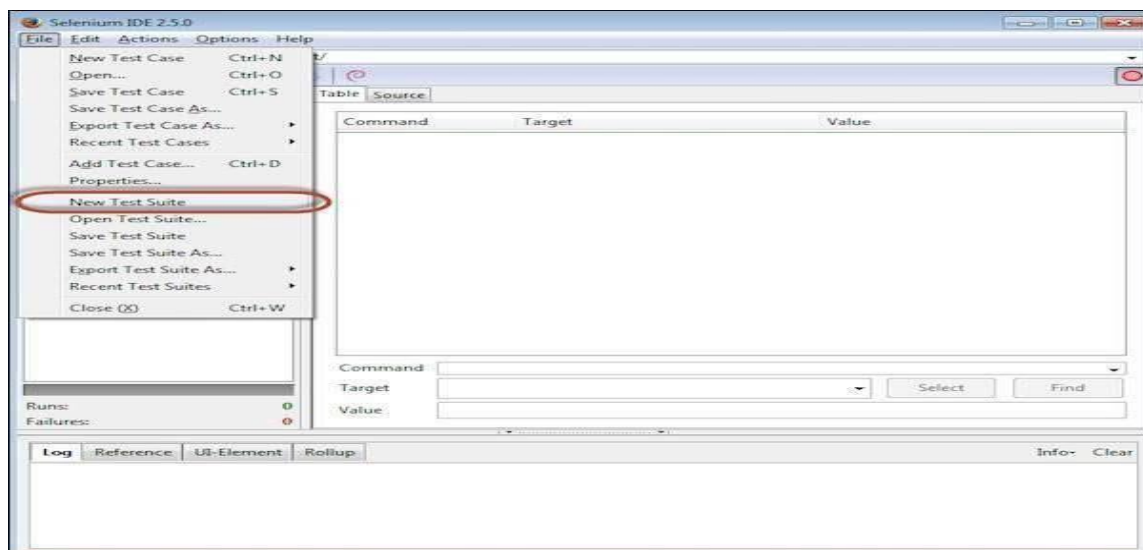 Selenium IDE 2.5.0
File Edit Actions Options Help
New Test Case Ctrl+N
Open... Ctrl+O
Save Test Case Ctrl+S
Save Test Case As...
Export Test Case As...
Recent Test Cases
Add Test Case... Ctrl+D
Properties...
New Test Suite
Open Test Suite...
Save Test Suite
Save Test Suite As...
Export Test Suite As...
Recent Test Suites
Close (X) Ctrl+W
t/
Table Source
Command Target Value
Command
Target Select Find
Value
Runs: 0
Failures: 0
Log Reference UI-Element Rollup Info Clear